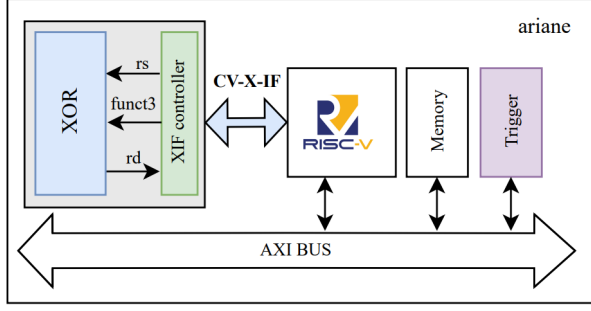 ariane
XOR
rs
funct3
rd
XIF controller
CV-X-IF
RISC-V
Memory
Trigger
AXI BUS